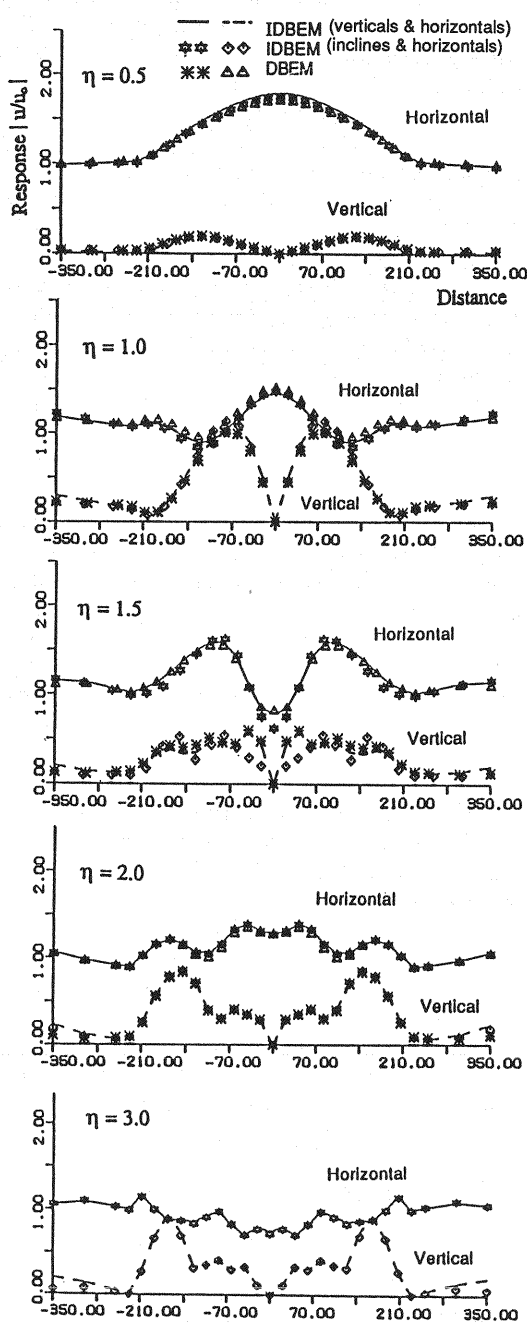 IDBEM (verticals & horizontals)
IDBEM (inclines & horizontals)
DBEM
η = 0.5
Response | u/uₒ |
2.00
1.00
0.00
Horizontal
Vertical
-350.00 -210.00 -70.00 70.00 210.00 350.00
Distance
η = 1.0
2.00
1.00
0.00
Horizontal
Vertical
-350.00 -210.00 -70.00 70.00 210.00 350.00
η = 1.5
2.00
1.00
0.00
Horizontal
Vertical
-350.00 -210.00 -70.00 70.00 210.00 350.00
η = 2.0
2.00
1.00
0.00
Horizontal
Vertical
-350.00 -210.00 -70.00 70.00 210.00 350.00
η = 3.0
2.00
1.00
0.00
Horizontal
Vertical
-350.00 -210.00 -70.00 70.00 210.00 350.00